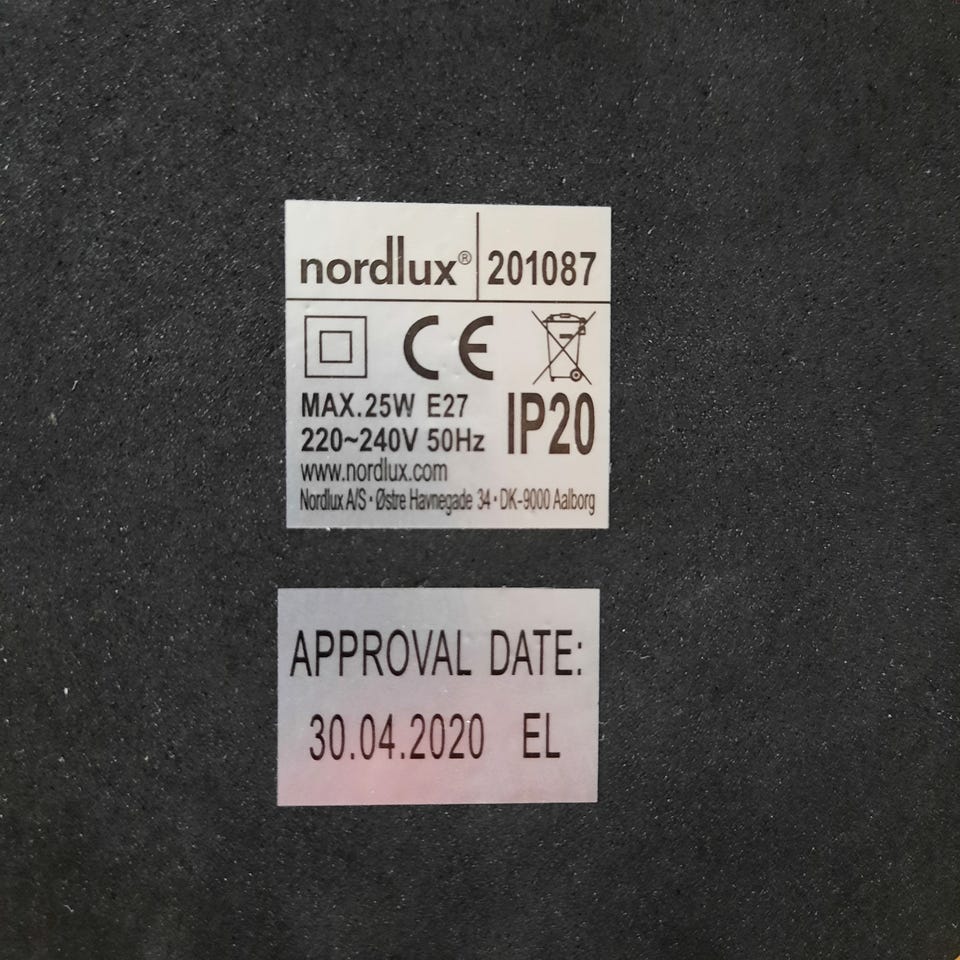 nordlux® 201087
CE
MAX.25W E27
220~240V 50Hz
IP20
www.nordlux.com
Nordlux A/S · Østre Havnegade 34 · DK-9000 Aalborg
APPROVAL DATE:
30.04.2020 EL